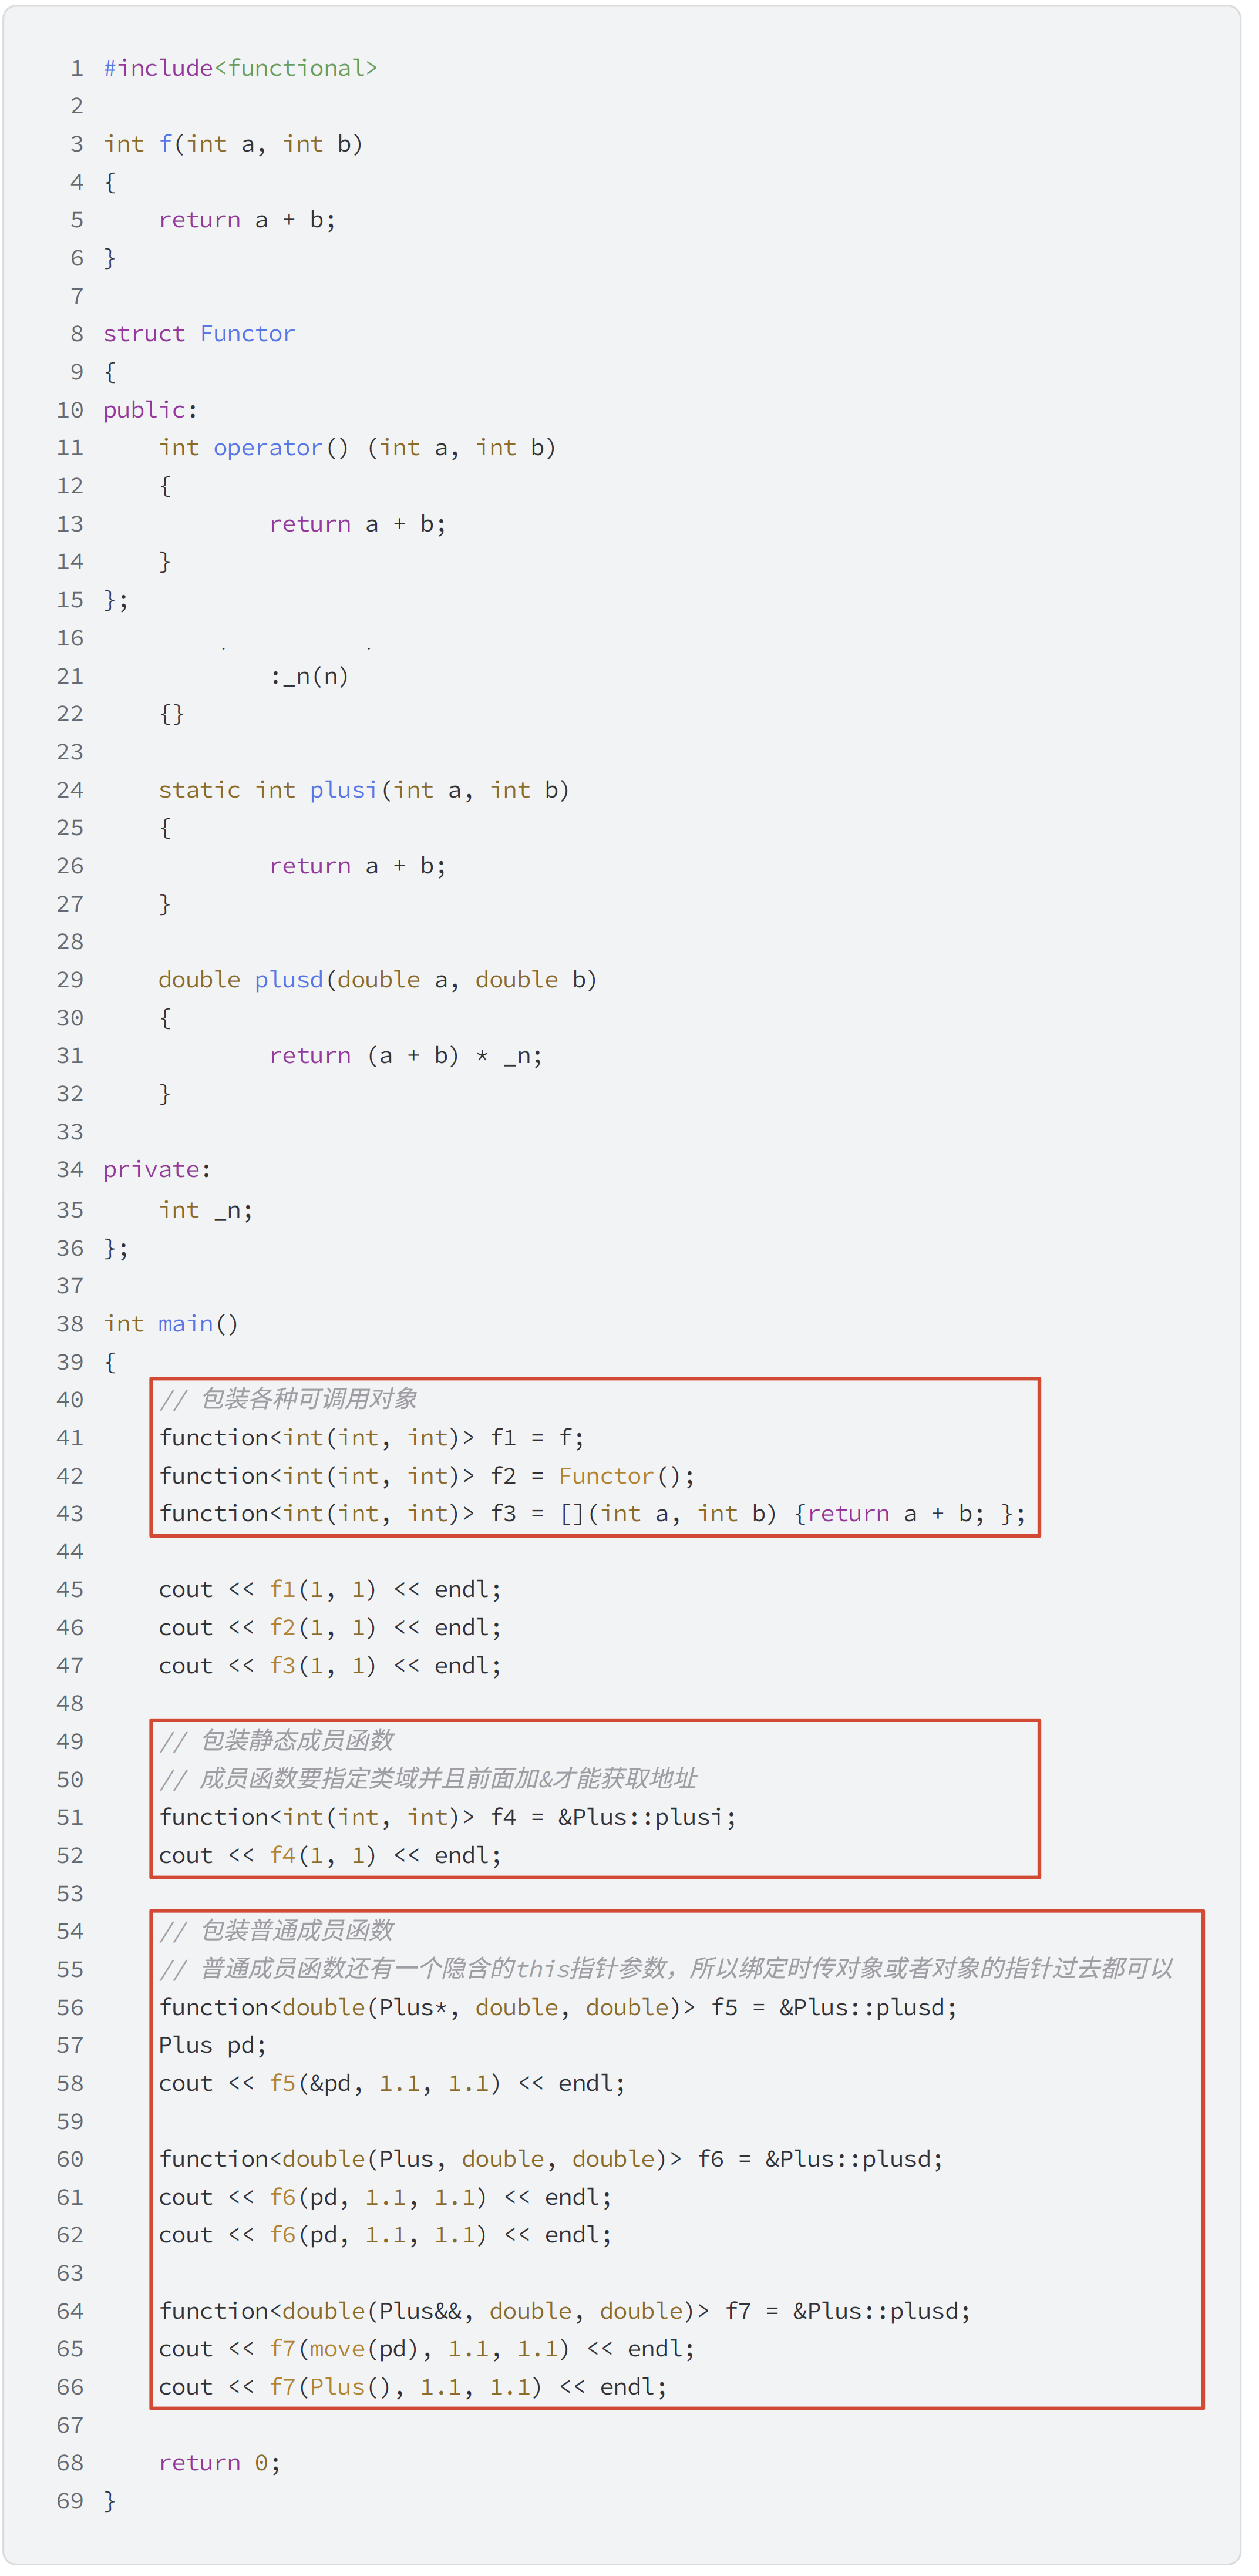 1 #include<functional>
2
3 int f(int a, int b)
4 {
5     return a + b;
6 }
7
8 struct Functor
9 {
10 public:
11     int operator() (int a, int b)
12     {
13             return a + b;
14     }
15 };
16
21             :_n(n)
22     {}
23
24     static int plusi(int a, int b)
25     {
26             return a + b;
27     }
28
29     double plusd(double a, double b)
30     {
31             return (a + b) * _n;
32     }
33
34 private:
35     int _n;
36 };
37
38 int main()
39 {
40     // 包装各种可调用对象
41     function<int(int, int)> f1 = f;
42     function<int(int, int)> f2 = Functor();
43     function<int(int, int)> f3 = [](int a, int b) {return a + b; };
44
45     cout << f1(1, 1) << endl;
46     cout << f2(1, 1) << endl;
47     cout << f3(1, 1) << endl;
48
49     // 包装静态成员函数
50     // 成员函数要指定类域并且前面加&才能获取地址
51     function<int(int, int)> f4 = &Plus::plusi;
52     cout << f4(1, 1) << endl;
53
54     // 包装普通成员函数
55     // 普通成员函数还有一个隐含的this指针参数，所以绑定时传对象或者对象的指针过去都可以
56     function<double(Plus*, double, double)> f5 = &Plus::plusd;
57     Plus pd;
58     cout << f5(&pd, 1.1, 1.1) << endl;
59
60     function<double(Plus, double, double)> f6 = &Plus::plusd;
61     cout << f6(pd, 1.1, 1.1) << endl;
62     cout << f6(pd, 1.1, 1.1) << endl;
63
64     function<double(Plus&&, double, double)> f7 = &Plus::plusd;
65     cout << f7(move(pd), 1.1, 1.1) << endl;
66     cout << f7(Plus(), 1.1, 1.1) << endl;
67
68     return 0;
69 }